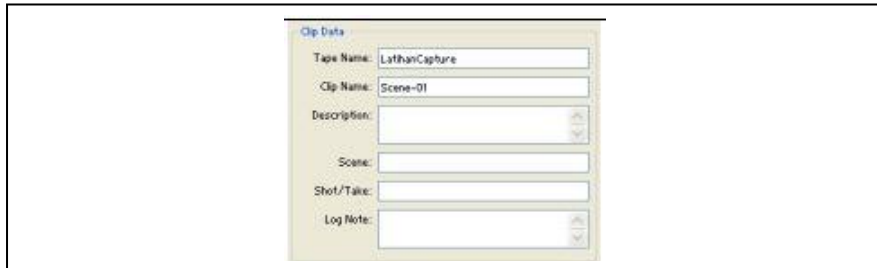 Clip Data
Tape Name: LatihanCapture
Clip Name: Scene-01
Description:
Scene:
Shot/Take:
Log Note: